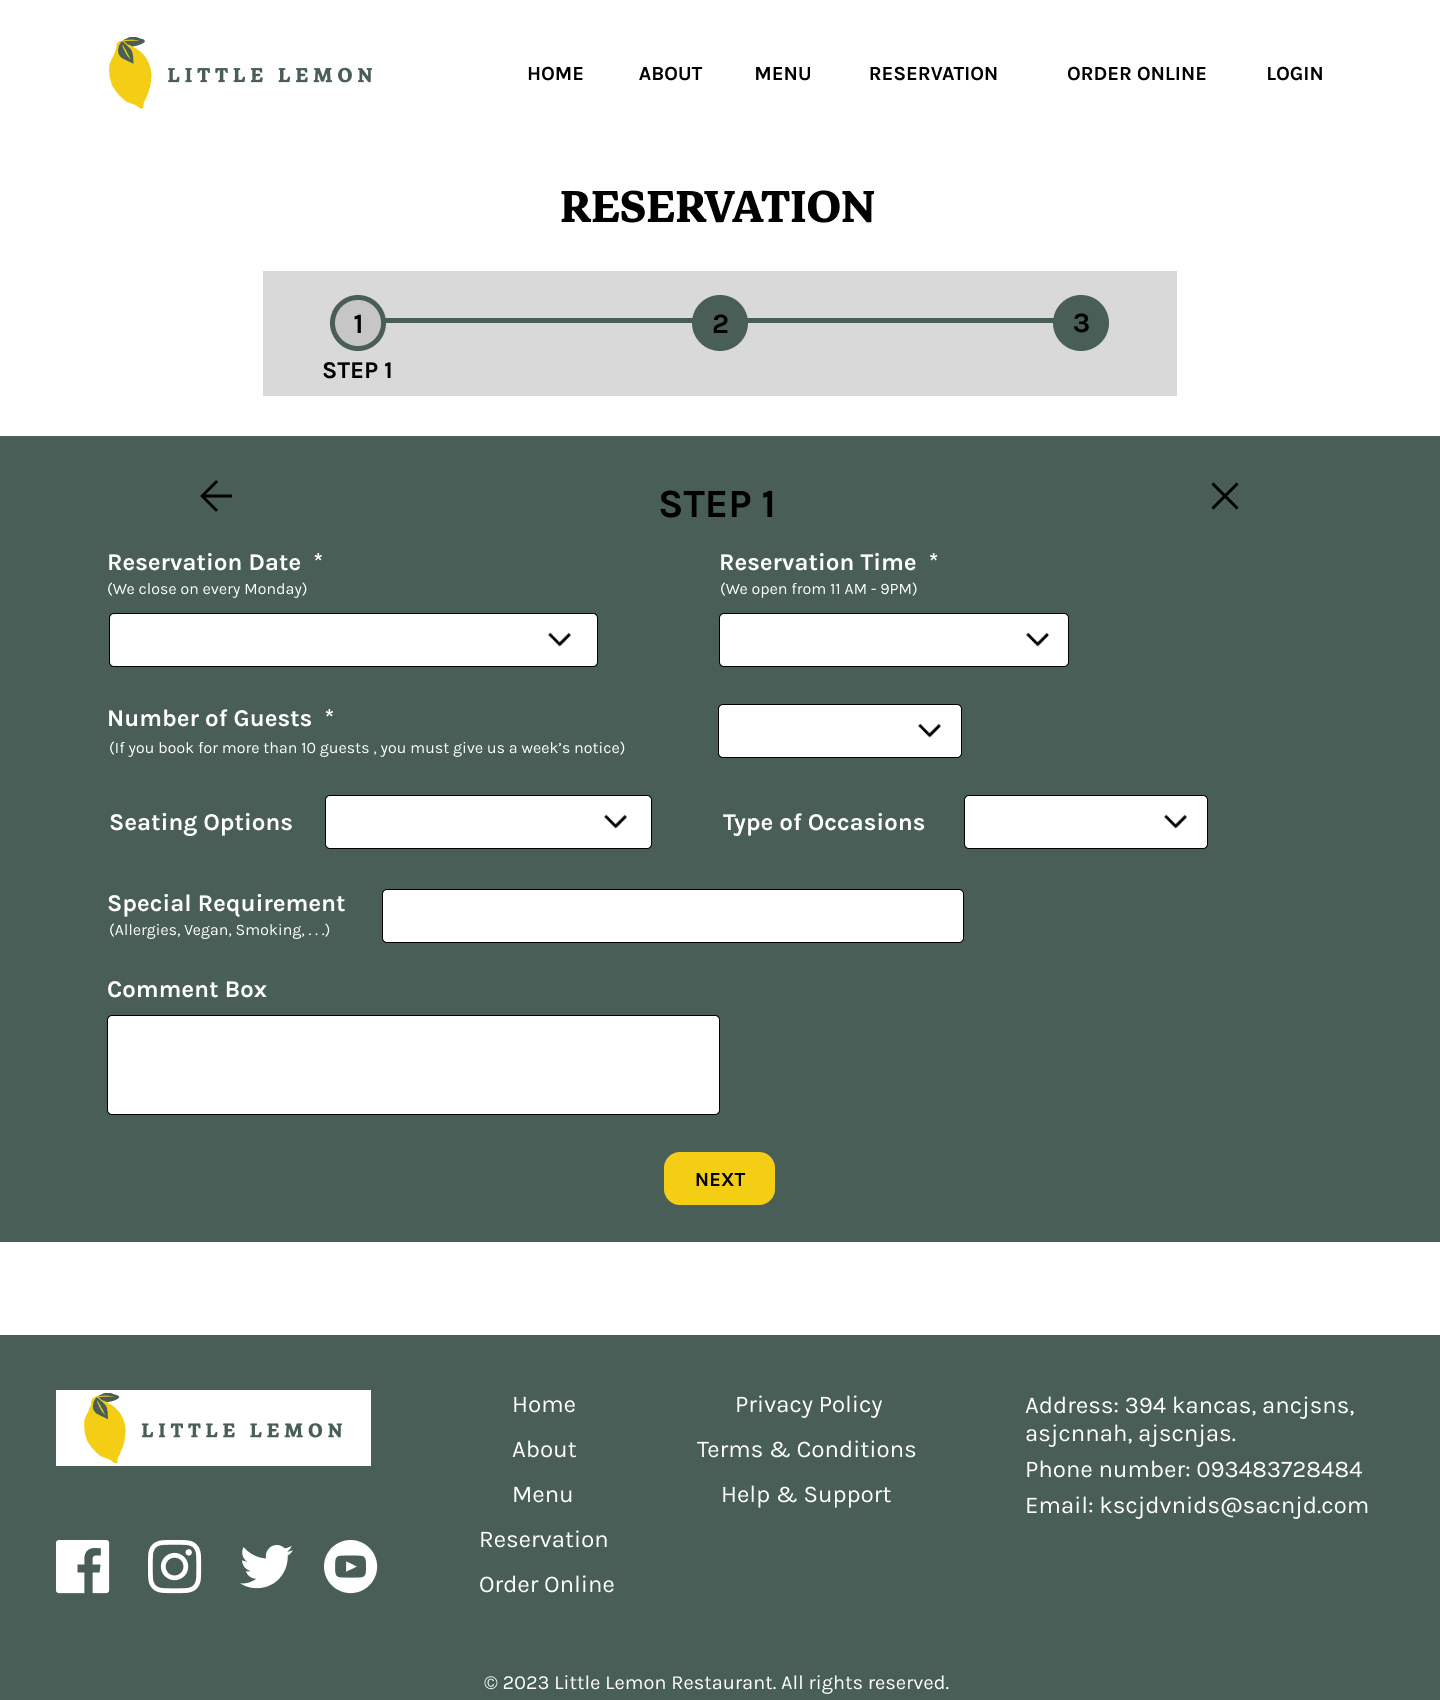 LITTLE LEMON
HOME ABOUT MENU RESERVATION ORDER ONLINE LOGIN
RESERVATION
1 2 3
STEP 1
STEP 1
Reservation Date *
(We close on every Monday)
Reservation Time *
(We open from 11 AM - 9PM)
Number of Guests *
(If you book for more than 10 guests , you must give us a week’s notice)
Seating Options
Type of Occasions
Special Requirement
(Allergies, Vegan, Smoking, . . .)
Comment Box
NEXT
LITTLE LEMON
Home
About
Menu
Reservation
Order Online
Privacy Policy
Terms & Conditions
Help & Support
Address: 394 kancas, ancjsns,
asjcnnah, ajscnjas.
Phone number: 093483728484
Email: kscjdvnids@sacnjd.com
© 2023 Little Lemon Restaurant. All rights reserved.